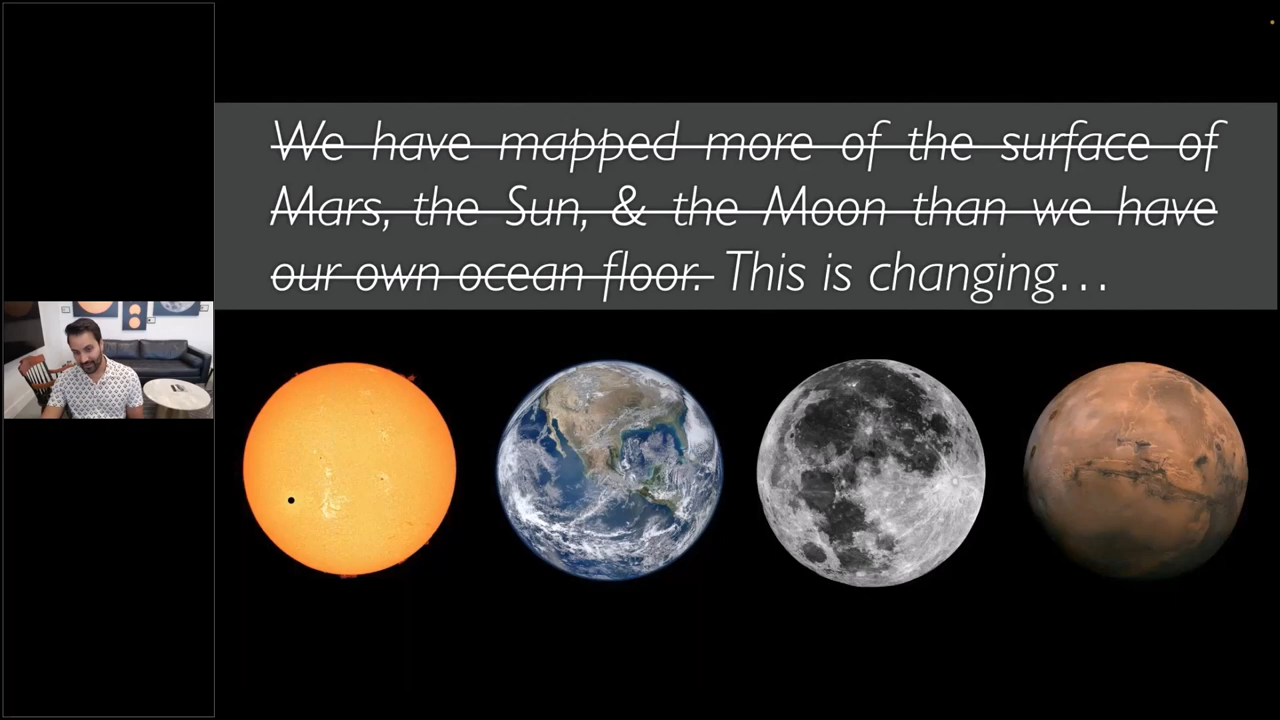 We have mapped more of the surface of
Mars, the Sun, & the Moon than we have
our own ocean floor. This is changing…